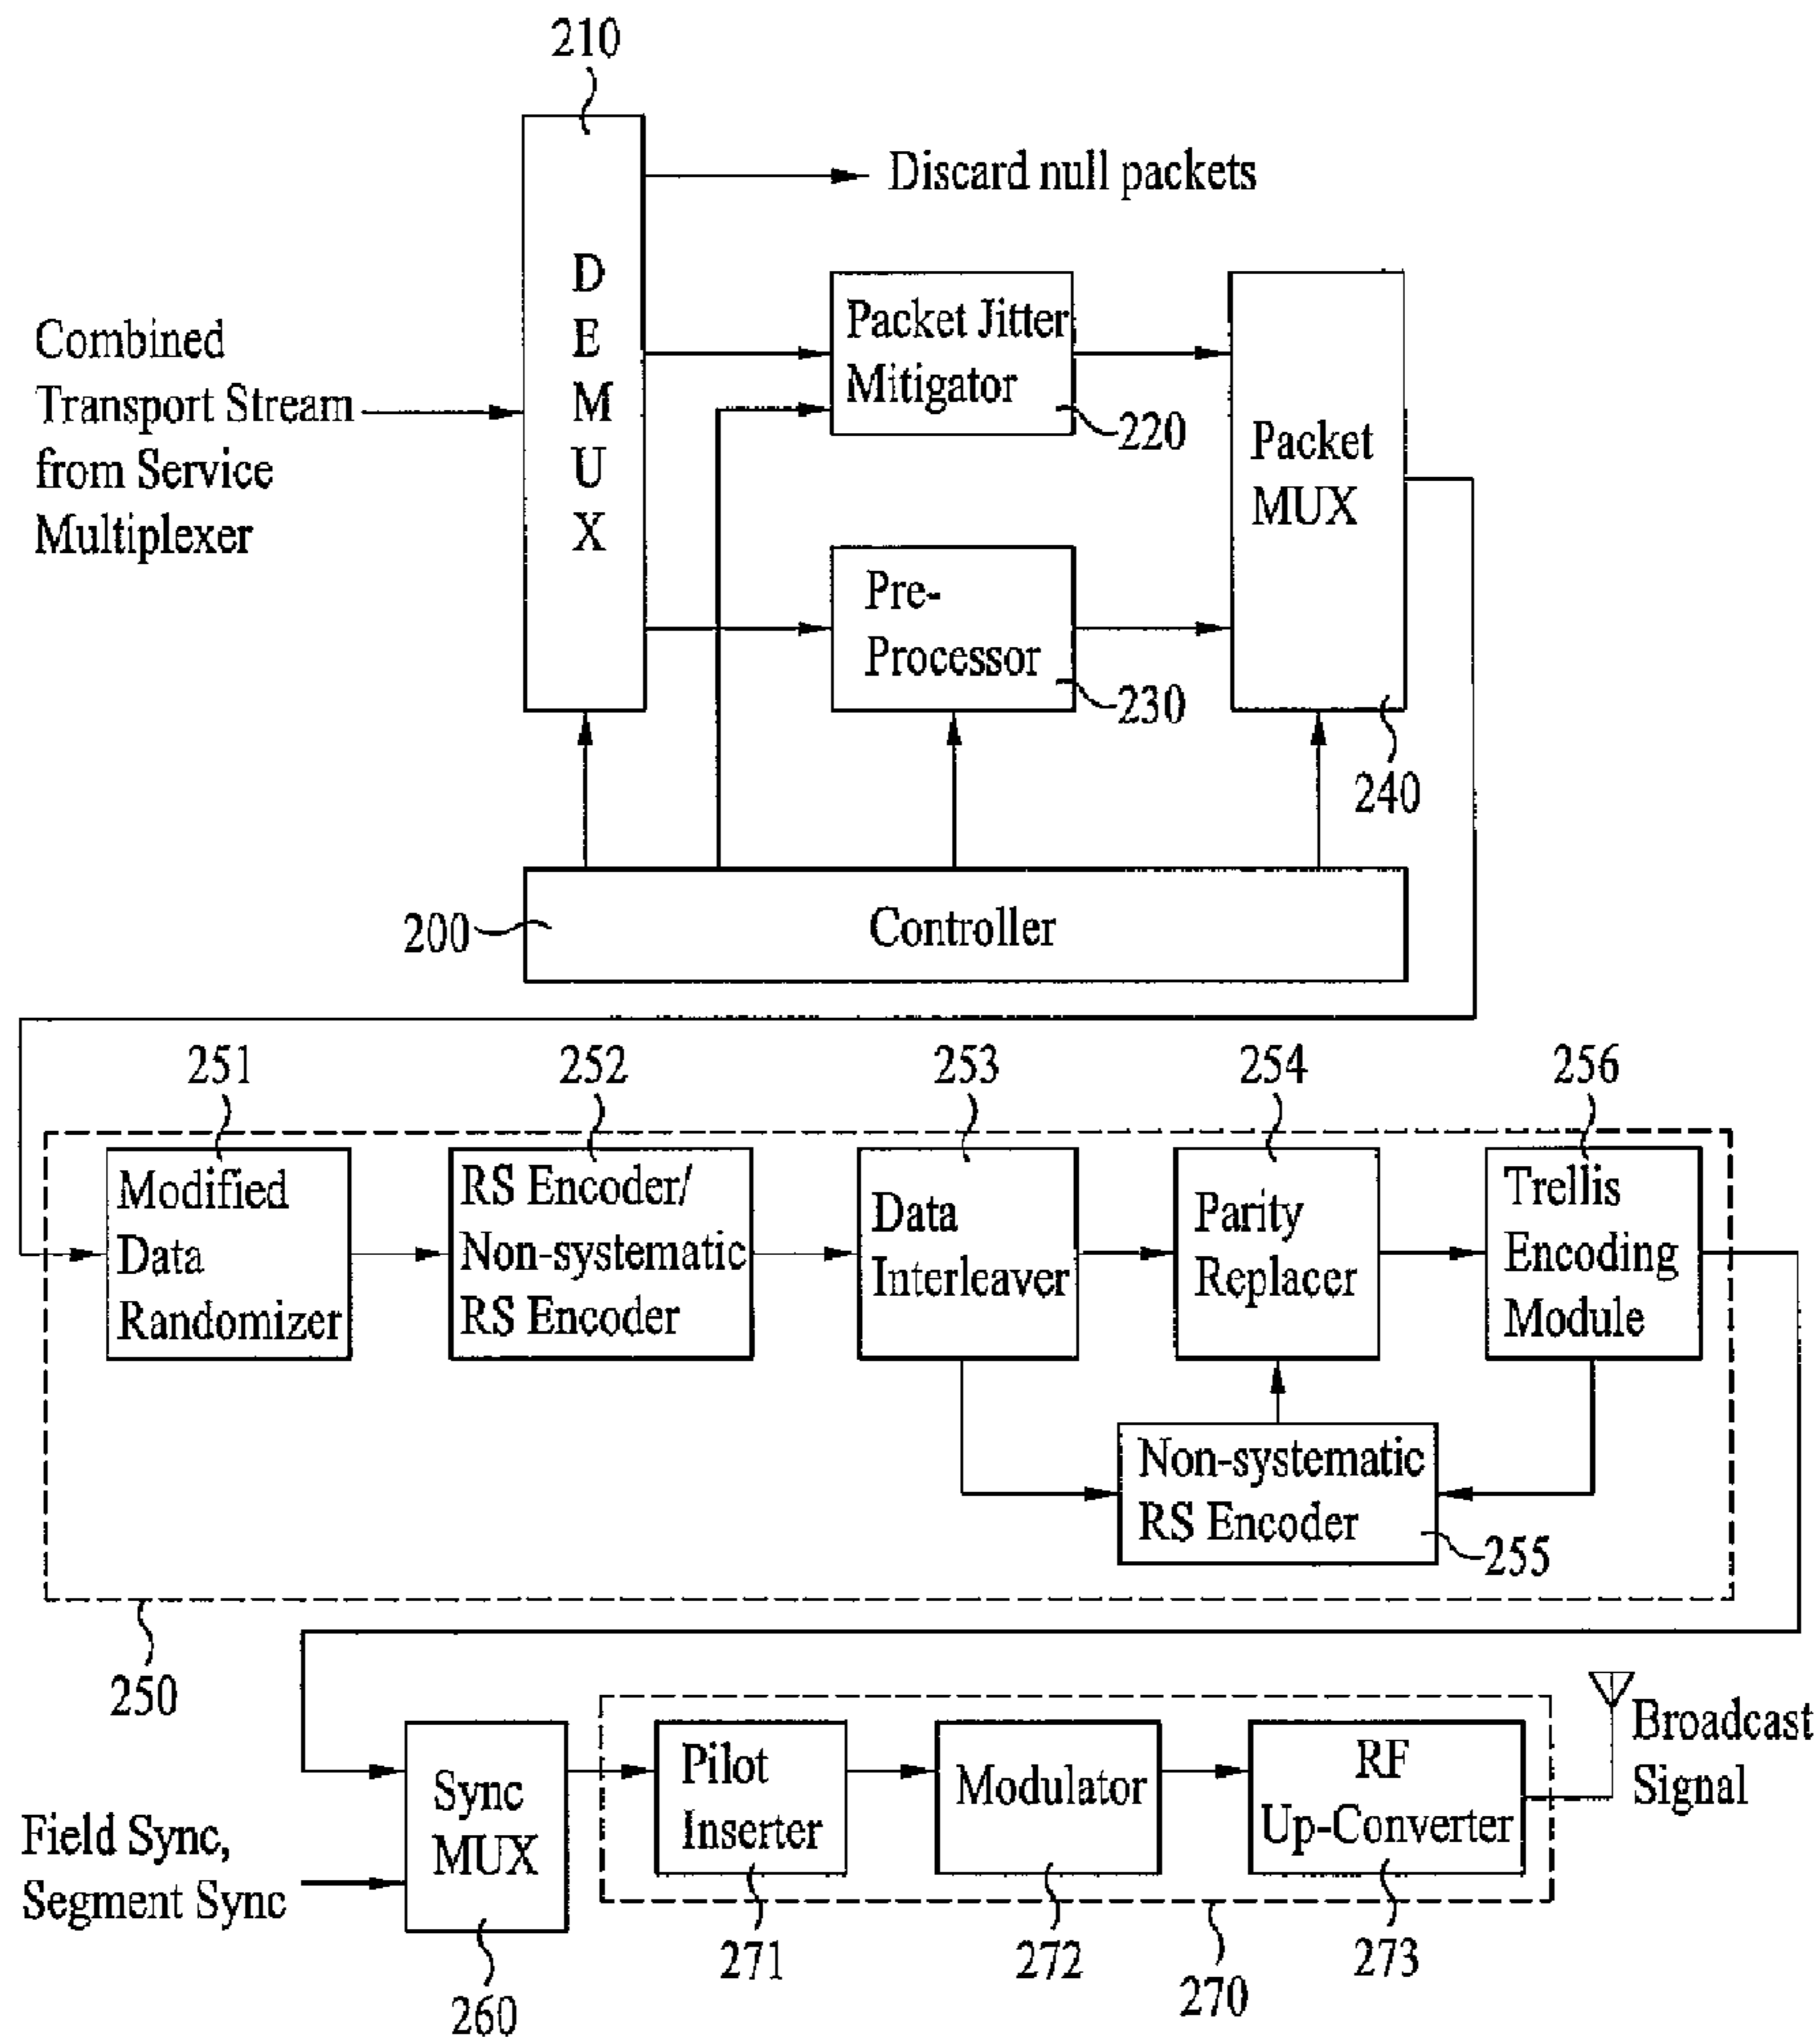 210
Discard null packets
D
E
M
U
X
Combined
Transport Stream
from Service
Multiplexer
Packet Jitter
Mitigator
220
Packet
MUX
Pre-
Processor
230
240
200
Controller
251
252
253
254
256
Modified
Data
Randomizer
RS Encoder/
Non-systematic
RS Encoder
Data
Interleaver
Parity
Replacer
Trellis
Encoding
Module
Non-systematic
RS Encoder
255
250
Field Sync,
Segment Sync
Sync
MUX
Pilot
Inserter
Modulator
RF
Up-Converter
Broadcast
Signal
260
271
272
270
273